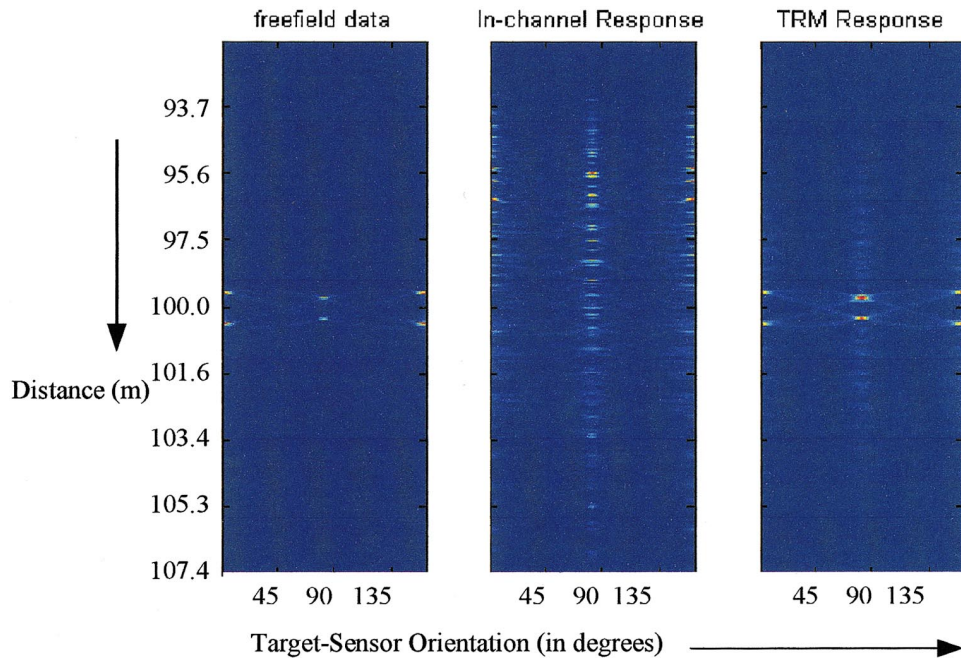 freefield data
In-channel Response
TRM Response
93.7
95.6
97.5
100.0
101.6
103.4
105.3
107.4
Distance (m)
45 90 135
45 90 135
45 90 135
Target-Sensor Orientation (in degrees)